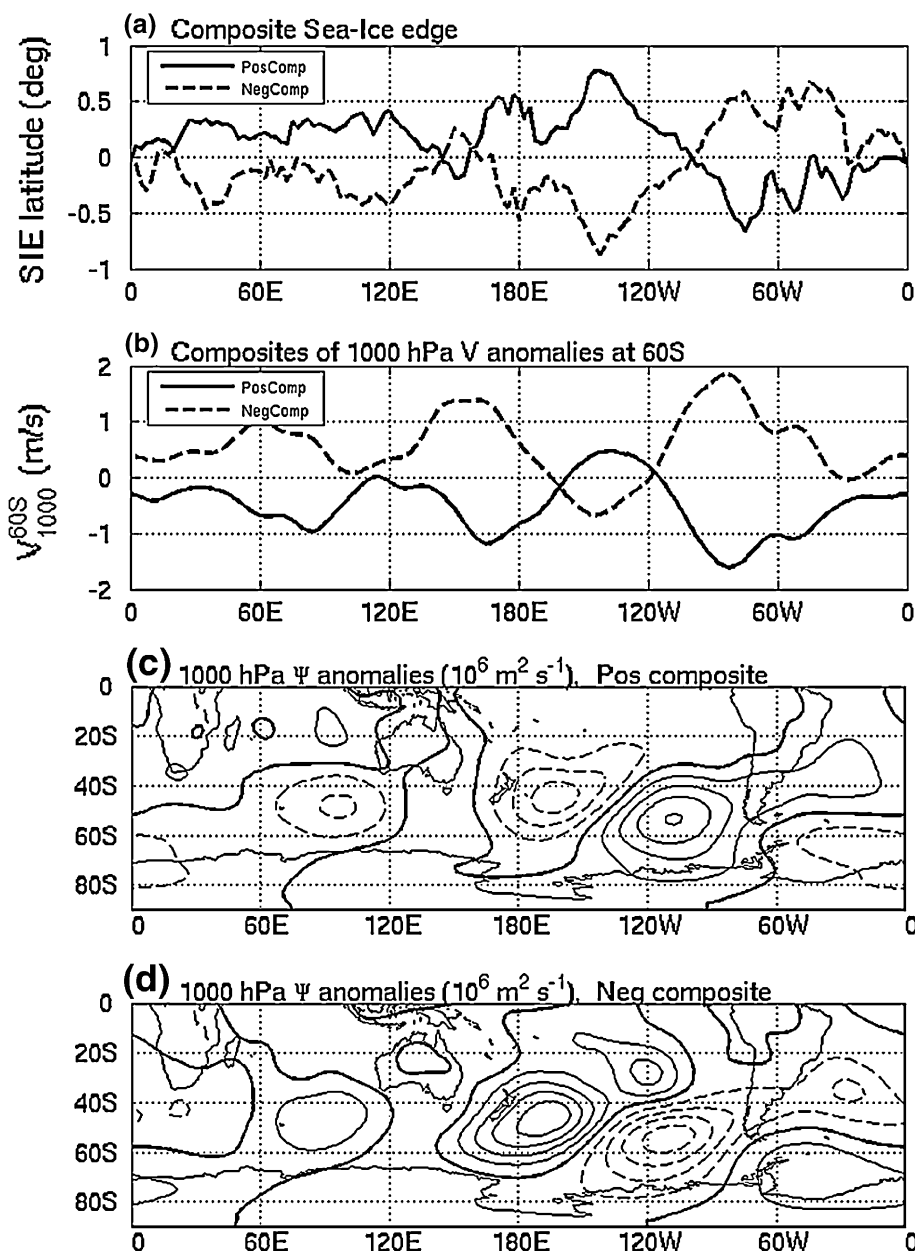 (a) Composite Sea-Ice edge
SIE latitude (deg)
1
0.5
0
-0.5
-1
PosComp
NegComp
0 60E 120E 180E 120W 60W 0
(b) Composites of 1000 hPa V anomalies at 60S
V^60S_1000 (m/s)
2
1
0
-1
-2
PosComp
NegComp
0 60E 120E 180E 120W 60W 0
(c) 1000 hPa Ψ anomalies (10^6 m^2 s^-1), Pos composite
0
20S
40S
60S
80S
0 60E 120E 180E 120W 60W 0
(d) 1000 hPa Ψ anomalies (10^6 m^2 s^-1), Neg composite
0
20S
40S
60S
80S
0 60E 120E 180E 120W 60W 0